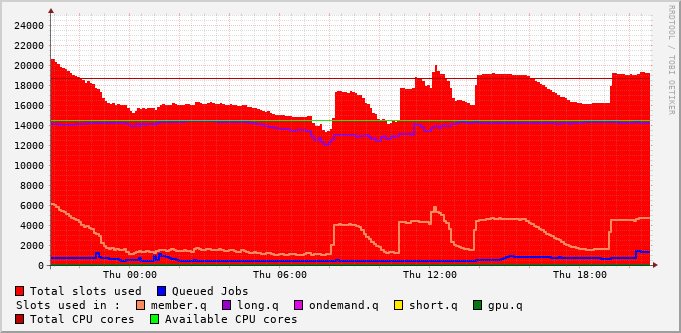 RRDTOOL / TOBI OETIKER
24000
22000
20000
18000
16000
14000
12000
10000
8000
6000
4000
2000
0
Thu 00:00 Thu 06:00 Thu 12:00 Thu 18:00
Total slots used Queued Jobs
Slots used in : member.q long.q ondemand.q short.q gpu.q
Total CPU cores Available CPU cores